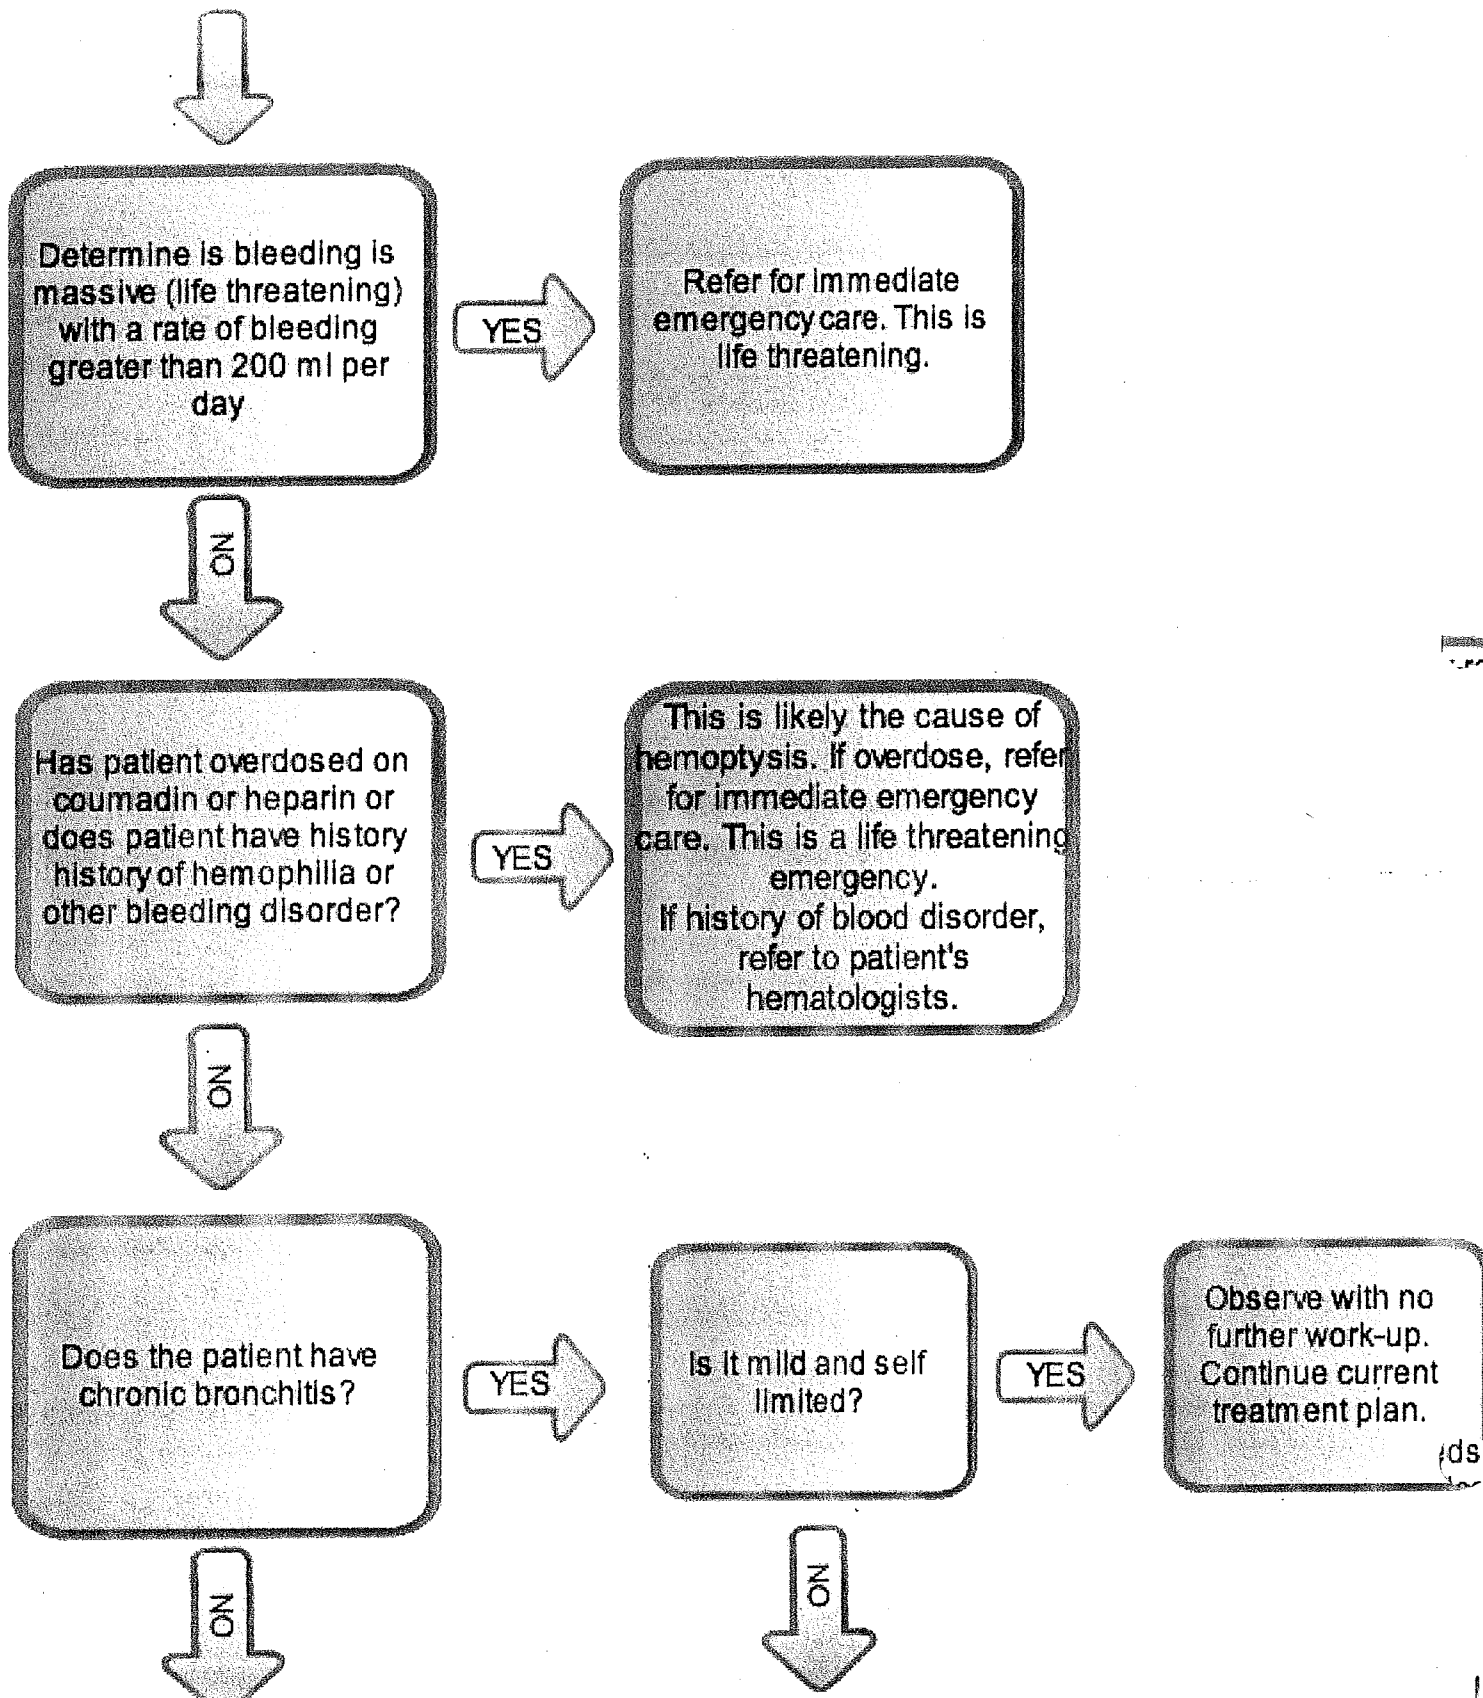 Determine is bleeding is
massive (life threatening)
with a rate of bleeding
greater than 200 ml per
day
YES
Refer for immediate
emergency care. This is
life threatening.
NO
Has patient overdosed on
coumadin or heparin or
does patient have history
history of hemophilia or
other bleeding disorder?
YES
This is likely the cause of
hemoptysis. If overdose, refer
for immediate emergency
care. This is a life threatening
emergency.
If history of blood disorder,
refer to patient's
hematologists.
NO
Does the patient have
chronic bronchitis?
YES
Is it mild and self
limited?
YES
Observe with no
further work-up.
Continue current
treatment plan.
ds
NO
NO